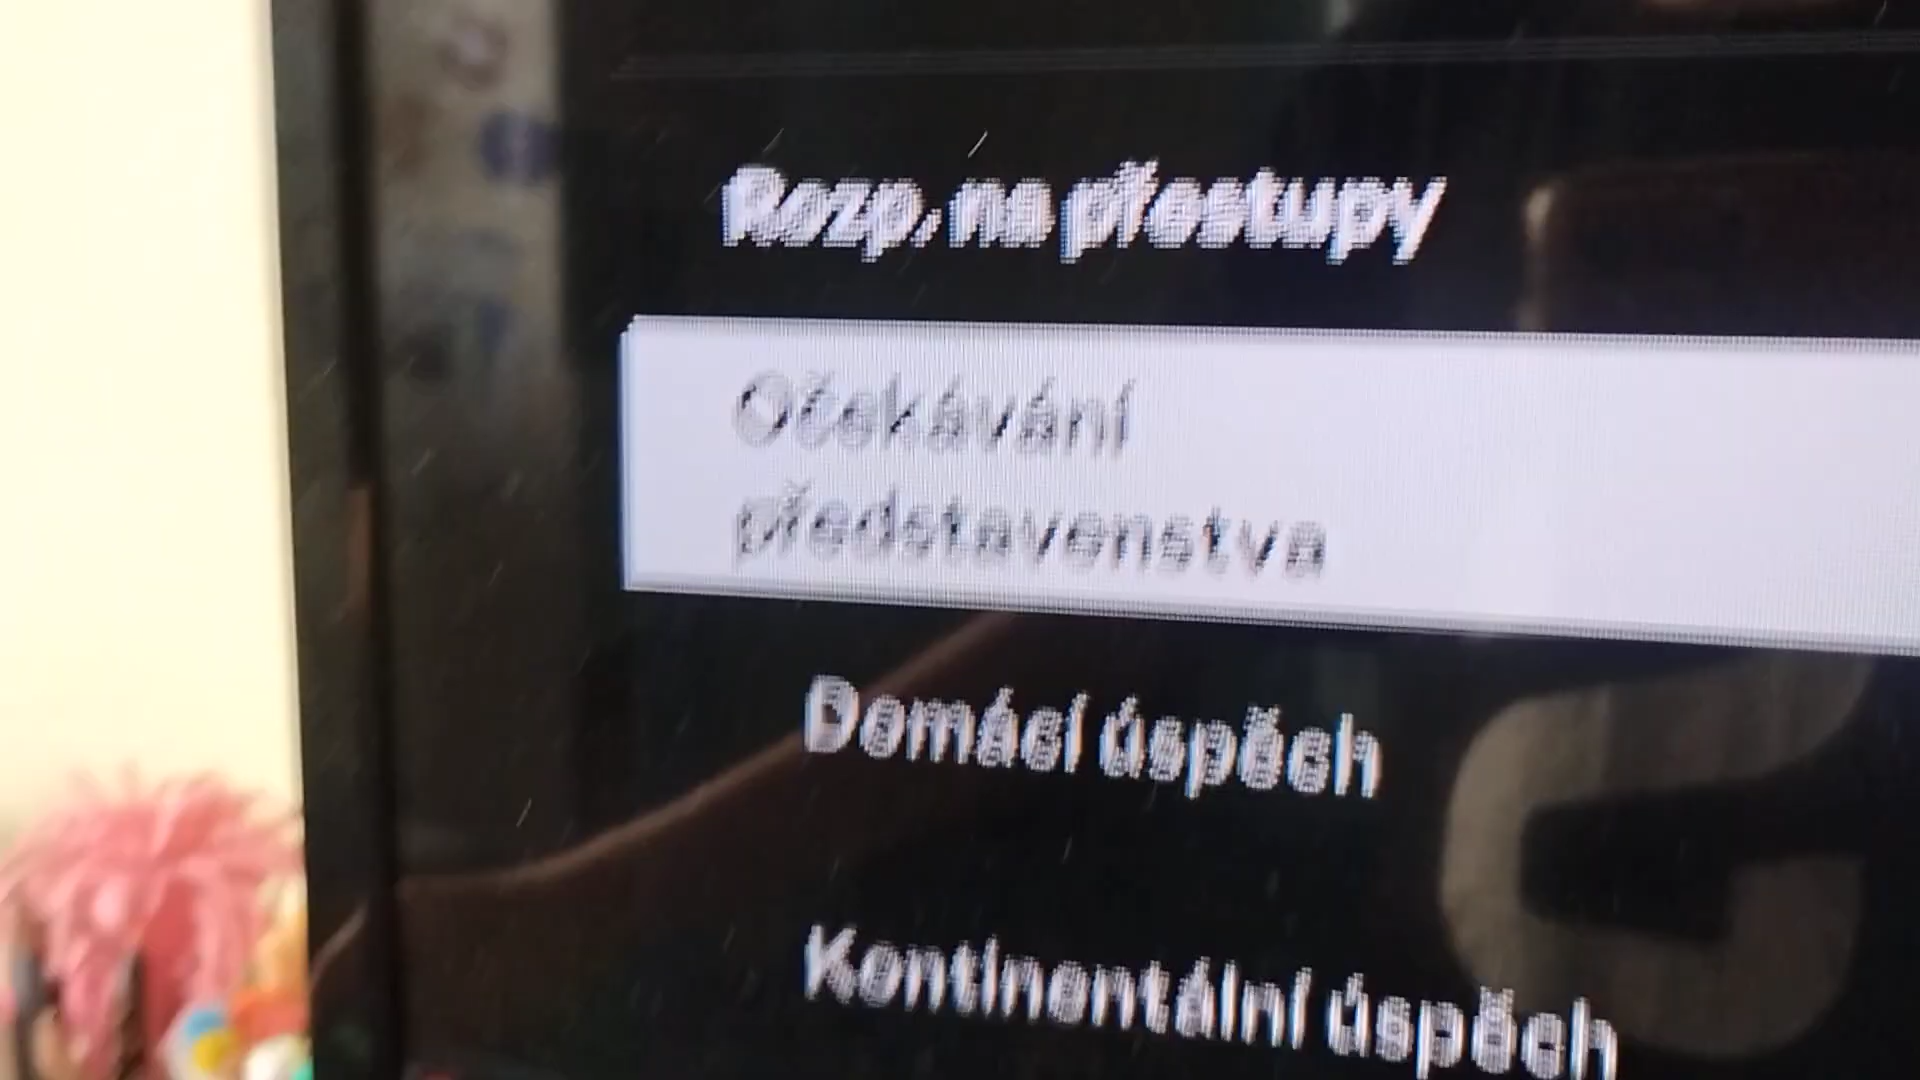 Rozp. na přestupy
Očekávání
představenstva
Domácí úspěch
Kontinentální úspěch